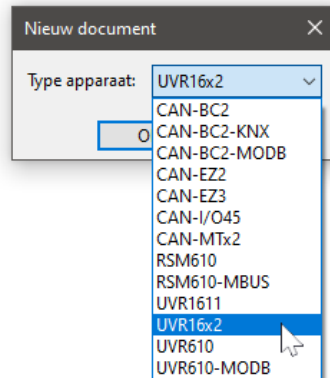 Nieuw document
Type apparaat: UVR16x2
CAN-BC2
O CAN-BC2-KNX
CAN-BC2-MODB
CAN-EZ2
CAN-EZ3
CAN-I/O45
CAN-MTx2
RSM610
RSM610-MBUS
UVR1611
UVR16x2
UVR610
UVR610-MODB